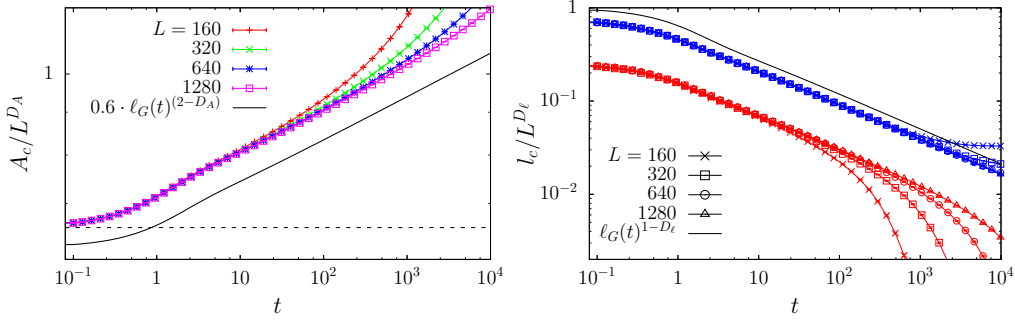 L = 160
320
640
1280
0.6 · ℓ_G(t)^(2−D_A)
A_c/L^{D_A}
1
10^−1 1 10 10^2 10^3 10^4
t
1
10^−1
10^−2
l_c/L^{D_ℓ}
L = 160
320
640
1280
ℓ_G(t)^{1−D_ℓ}
10^−1 1 10 10^2 10^3 10^4
t